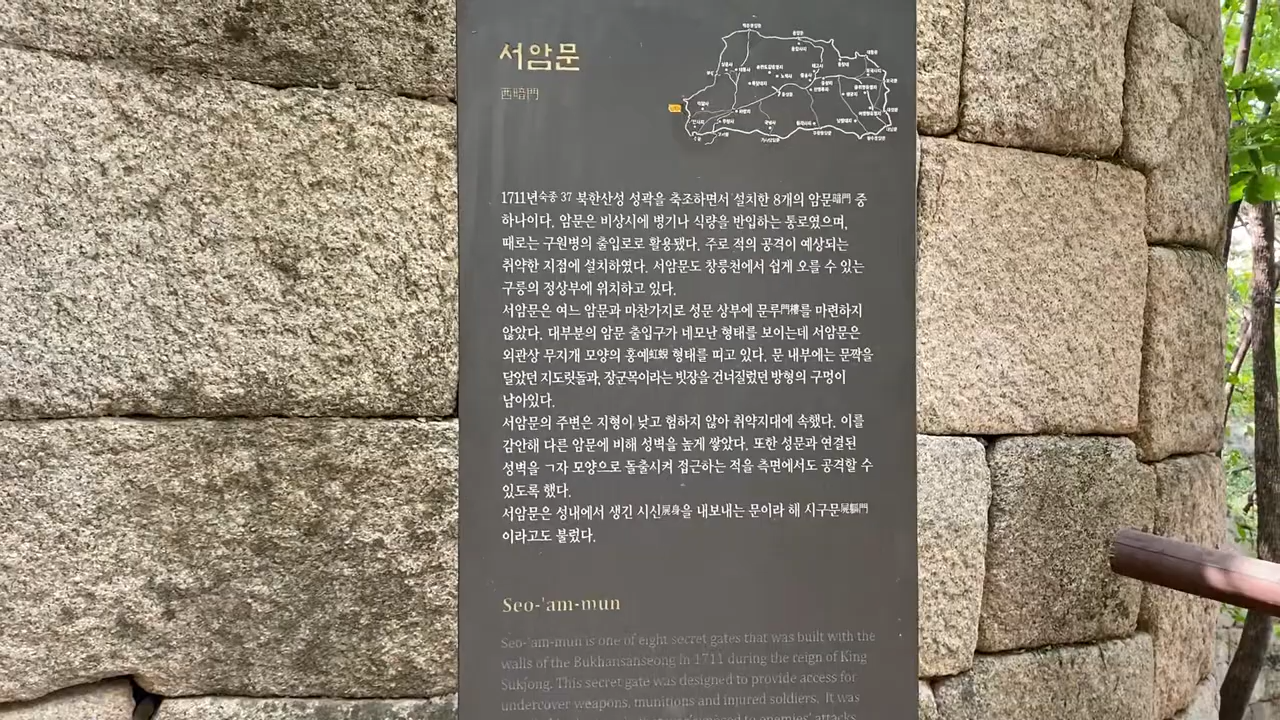 서암문
西暗門
1711년숙종 37 북한산성 성곽을 축조하면서 설치한 8개의 암문暗門 중
하나이다. 암문은 비상시에 병기나 식량을 반입하는 통로였으며,
때로는 구원병의 출입로로 활용됐다. 주로 적의 공격이 예상되는
취약한 지점에 설치하였다. 서암문도 창릉천에서 쉽게 오를 수 있는
구릉의 정상부에 위치하고 있다.
서암문은 여느 암문과 마찬가지로 성문 상부에 문루門樓를 마련하지
않았다. 대부분의 암문 출입구가 네모난 형태를 보이는데 서암문은
외관상 무지개 모양의 홍예虹蜺 형태를 띠고 있다. 문 내부에는 문짝을
달았던 지도릿돌과, 장군목이라는 빗장을 건너질렀던 방형의 구멍이
남아있다.
서암문의 주변은 지형이 낮고 험하지 않아 취약지대에 속했다. 이를
감안해 다른 암문에 비해 성벽을 높게 쌓았다. 또한 성문과 연결된
성벽을 ㄱ자 모양으로 돌출시켜 접근하는 적을 측면에서도 공격할 수
있도록 했다.
서암문은 성내에서 생긴 시신屍身을 내보내는 문이라 해 시구문屍軀門
이라고도 불렀다.
Seo-'am-mun
Seo-'am-mun is one of eight secret gates that was built with the
walls of the Bukhansanseong in 1711 during the reign of King
Sukjong. This secret gate was designed to provide access for
undercover weapons, munitions and injured soldiers. It was
to enemies' attacks